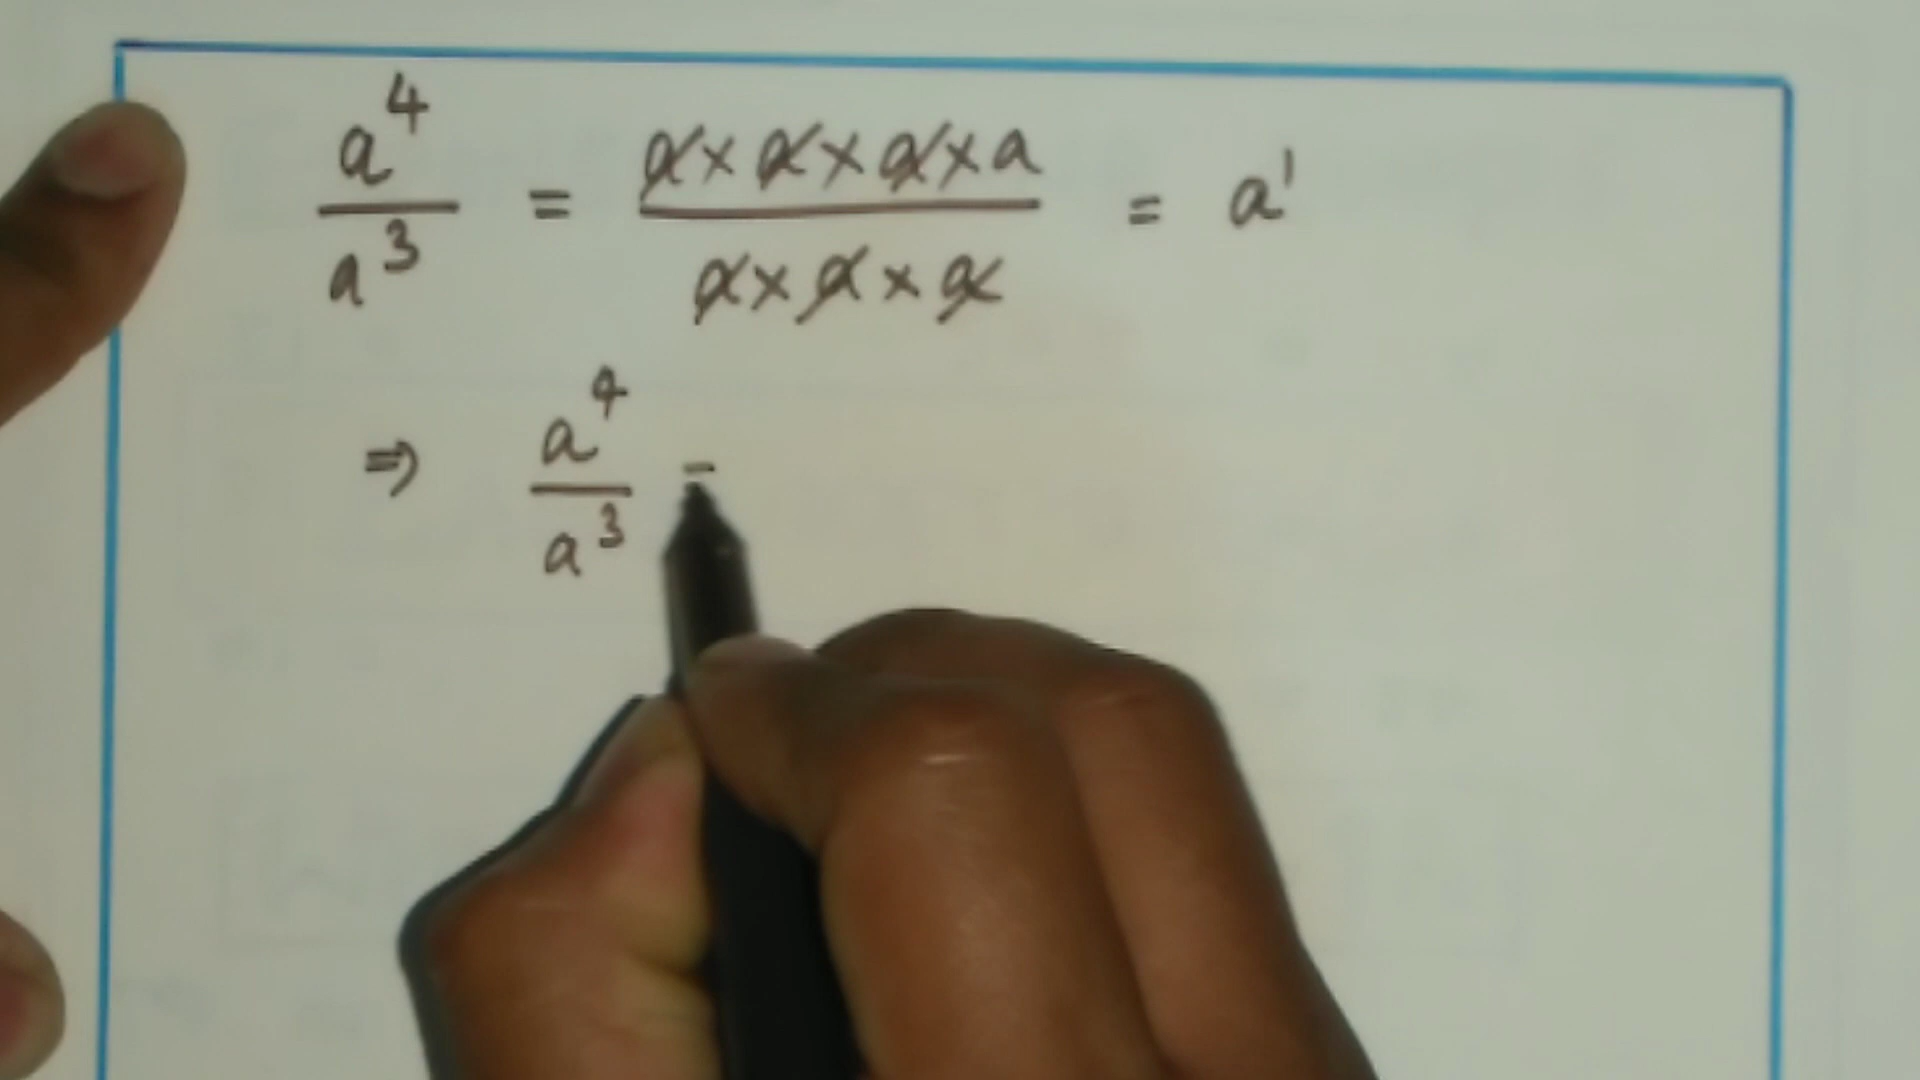 a⁴/a³ = a×a×a×a/a×a×a = a¹
⇒ a⁴/a³ =